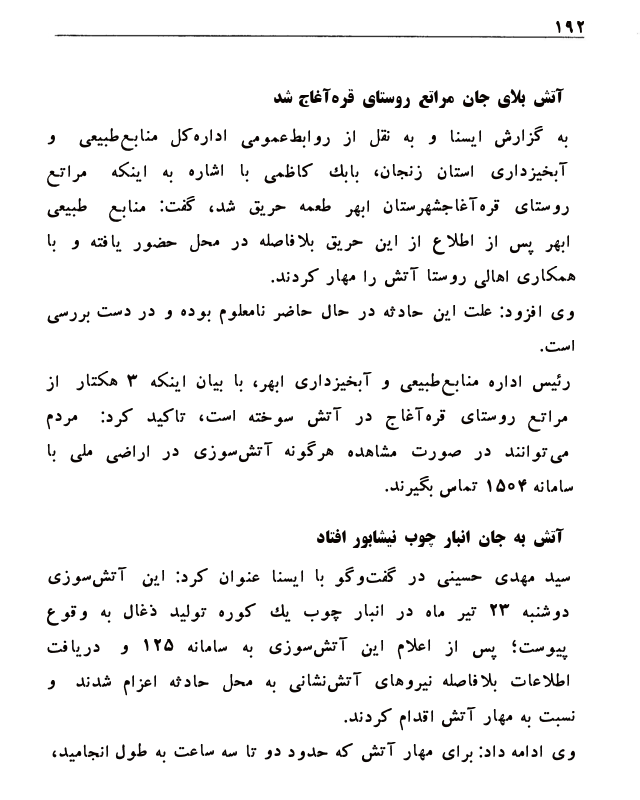 ۱۹۲
آتش بلای جان مراتع روستای قره‌آغاج شد
به گزارش ایسنا و به نقل از روابط‌عمومی اداره‌کل منابع‌طبیعی و
آبخیزداری استان زنجان، بابك کاظمی با اشاره به اینکه مراتع
روستای قره‌آغاجشهرستان ابهر طعمه حریق شد، گفت: منابع طبیعی
ابهر پس از اطلاع از این حریق بلافاصله در محل حضور یافته و با
همکاری اهالی روستا آتش را مهار کردند.
وی افزود: علت این حادثه در حال حاضر نامعلوم بوده و در دست بررسی
است.
رئیس اداره منابع‌طبیعی و آبخیزداری ابهر، با بیان اینکه ۳ هکتار از
مراتع روستای قره‌آغاج در آتش سوخته است، تاکید کرد: مردم
می‌توانند در صورت مشاهده هرگونه آتش‌سوزی در اراضی ملی با
سامانه ۱۵۰۴ تماس بگیرند.
آتش به جان انبار چوب نیشابور افتاد
سید مهدی حسینی در گفت‌وگو با ایسنا عنوان کرد: این آتش‌سوزی
دوشنبه ۲۳ تیر ماه در انبار چوب یك کوره تولید ذغال به وقوع
پیوست؛ پس از اعلام این آتش‌سوزی به سامانه ۱۲۵ و دریافت
اطلاعات بلافاصله نیروهای آتش‌نشانی به محل حادثه اعزام شدند و
نسبت به مهار آتش اقدام کردند.
وی ادامه داد: برای مهار آتش که حدود دو تا سه ساعت به طول انجامید،